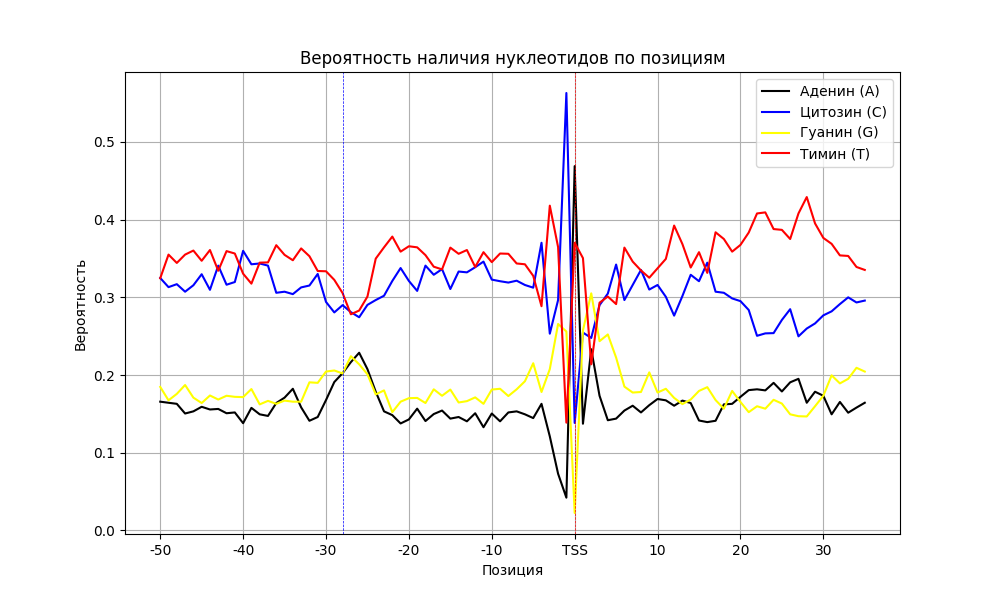 Вероятность наличия нуклеотидов по позициям
Аденин (A)
Цитозин (C)
Гуанин (G)
Тимин (T)
Вероятность
0.5
0.4
0.3
0.2
0.1
0.0
-50 -40 -30 -20 -10 TSS 10 20 30
Позиция